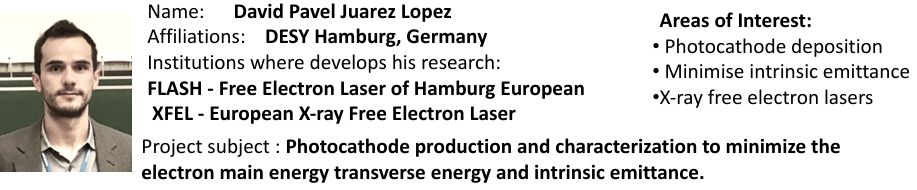 Name: David Pavel Juarez Lopez
Affiliations: DESY Hamburg, Germany
Institutions where develops his research:
FLASH - Free Electron Laser of Hamburg European
XFEL - European X-ray Free Electron Laser
Areas of Interest:
• Photocathode deposition
• Minimise intrinsic emittance
•X-ray free electron lasers
Project subject : Photocathode production and characterization to minimize the
electron main energy transverse energy and intrinsic emittance.